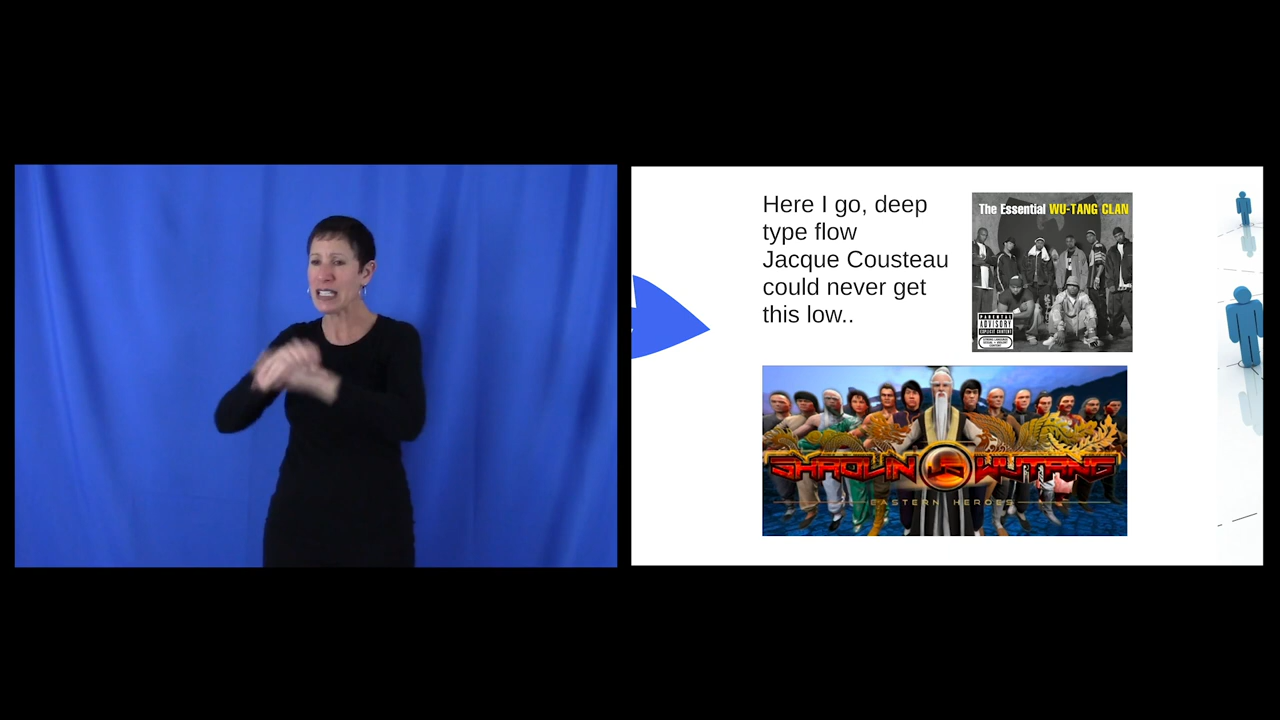 Here I go, deep
type flow
Jacque Cousteau
could never get
this low..
The Essential WU-TANG CLAN
PARENTAL
ADVISORY
EXPLICIT CONTENT
SHAOLIN VS WUTANG
EASTERN HEROES